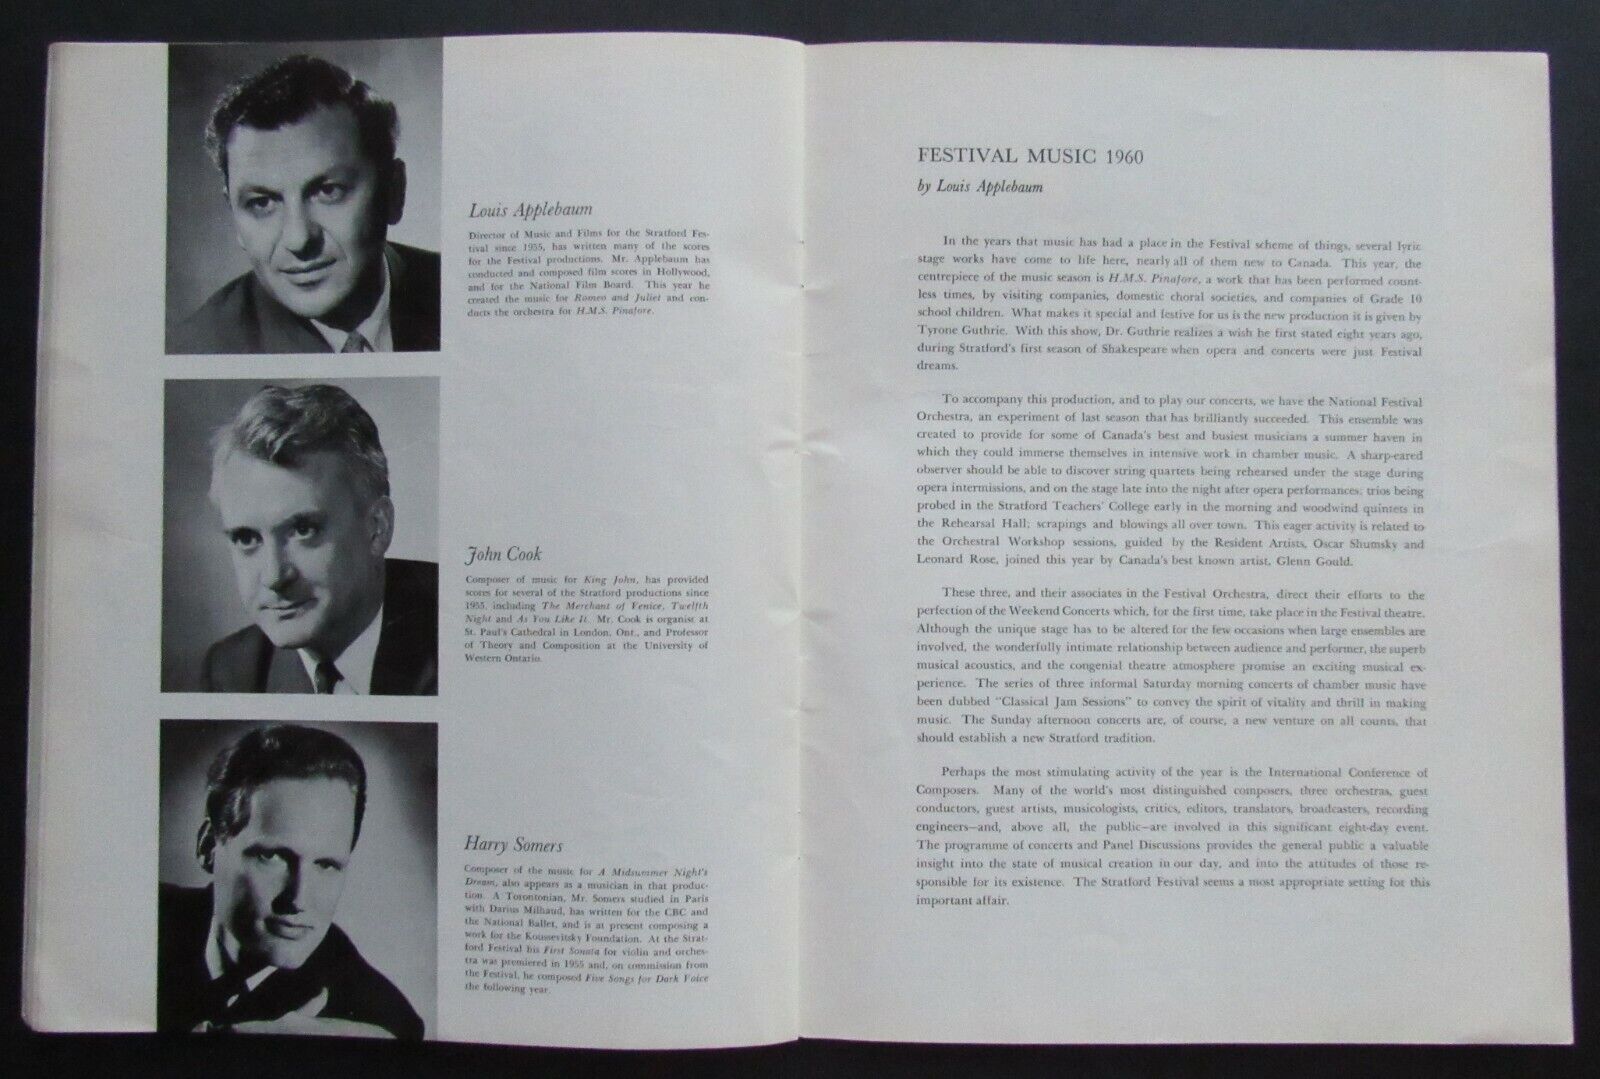 Louis Applebaum
Director of Music and Films for the Stratford Fes-
tival since 1955, has written many of the scores
for the Festival productions. Mr. Applebaum has
conducted and composed film scores in Hollywood,
and for the National Film Board. This year he
created the music for Romeo and Juliet and con-
ducts the orchestra for H.M.S. Pinafore.
John Cook
Composer of music for King John, has provided
scores for several of the Stratford productions since
1955, including The Merchant of Venice, Twelfth
Night and As You Like It. Mr. Cook is organist at
St. Paul's Cathedral in London, Ont., and Professor
of Theory and Composition at the University of
Western Ontario.
Harry Somers
Composer of the music for A Midsummer Night's
Dream, also appears as a musician in that produc-
tion. A Torontonian, Mr. Somers studied in Paris
with Darius Milhaud, has written for the CBC and
the National Ballet, and is at present composing a
work for the Koussevitsky Foundation. At the Strat-
ford Festival his First Sonata for violin and orches-
tra was premiered in 1955 and, on commission from
the Festival, he composed Five Songs for Dark Voice
the following year.
FESTIVAL MUSIC 1960
by Louis Applebaum
In the years that music has had a place in the Festival scheme of things, several lyric
stage works have come to life here, nearly all of them new to Canada. This year, the
centrepiece of the music season is H.M.S. Pinafore, a work that has been performed count-
less times, by visiting companies, domestic choral societies, and companies of Grade 10
school children. What makes it special and festive for us is the new production it is given by
Tyrone Guthrie. With this show, Dr. Guthrie realizes a wish he first stated eight years ago,
during Stratford's first season of Shakespeare when opera and concerts were just Festival
dreams.
To accompany this production, and to play our concerts, we have the National Festival
Orchestra, an experiment of last season that has brilliantly succeeded. This ensemble was
created to provide for some of Canada's best and busiest musicians a summer haven in
which they could immerse themselves in intensive work in chamber music. A sharp-eared
observer should be able to discover string quartets being rehearsed under the stage during
opera intermissions, and on the stage late into the night after opera performances; trios being
probed in the Stratford Teachers' College early in the morning and woodwind quintets in
the Rehearsal Hall; scrapings and blowings all over town. This eager activity is related to
the Orchestral Workshop sessions, guided by the Resident Artists, Oscar Shumsky and
Leonard Rose, joined this year by Canada's best known artist, Glenn Gould.
These three, and their associates in the Festival Orchestra, direct their efforts to the
perfection of the Weekend Concerts which, for the first time, take place in the Festival theatre.
Although the unique stage has to be altered for the few occasions when large ensembles are
involved, the wonderfully intimate relationship between audience and performer, the superb
musical acoustics, and the congenial theatre atmosphere promise an exciting musical ex-
perience. The series of three informal Saturday morning concerts of chamber music have
been dubbed "Classical Jam Sessions" to convey the spirit of vitality and thrill in making
music. The Sunday afternoon concerts are, of course, a new venture on all counts, that
should establish a new Stratford tradition.
Perhaps the most stimulating activity of the year is the International Conference of
Composers. Many of the world's most distinguished composers, three orchestras, guest
conductors, guest artists, musicologists, critics, editors, translators, broadcasters, recording
engineers—and, above all, the public—are involved in this significant eight-day event.
The programme of concerts and Panel Discussions provides the general public a valuable
insight into the state of musical creation in our day, and into the attitudes of those re-
sponsible for its existence. The Stratford Festival seems a most appropriate setting for this
important affair.